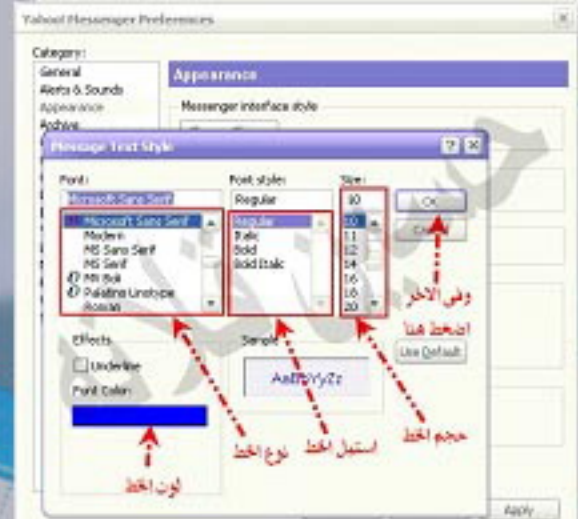 Yahoo! Messenger Preferences
Category:
General
Alerts & Sounds
Appearance
Archive
Appearance
Messenger interface style
Message Text Style
Font:
Font style:
Size:
Microsoft Sans Serif
Regular
10
Microsoft Sans Serif
Modern
MS Sans Serif
MS Serif
MV Boli
Palatino Linotype
Roman
Regular
Italic
Bold
Bold Italic
10
11
12
14
16
18
20
OK
Cancel
وفى الاخر
اضغط هنا
Use Default
Effects
Underline
Font Color:
Sample
AaBbYyZz
حجم الخط
استيل الخط
نوع الخط
لون الخط
Apply